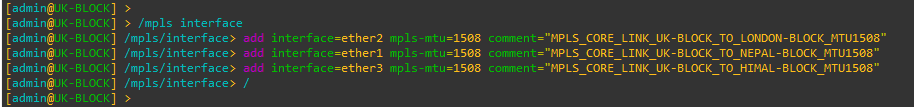 [admin@UK-BLOCK] >
[admin@UK-BLOCK] > /mpls interface
[admin@UK-BLOCK] /mpls/interface> add interface=ether2 mpls-mtu=1508 comment="MPLS_CORE_LINK_UK-BLOCK_TO_LONDON-BLOCK_MTU1508"
[admin@UK-BLOCK] /mpls/interface> add interface=ether1 mpls-mtu=1508 comment="MPLS_CORE_LINK_UK-BLOCK_TO_NEPAL-BLOCK_MTU1508"
[admin@UK-BLOCK] /mpls/interface> add interface=ether3 mpls-mtu=1508 comment="MPLS_CORE_LINK_UK-BLOCK_TO_HIMAL-BLOCK_MTU1508"
[admin@UK-BLOCK] /mpls/interface> /
[admin@UK-BLOCK] >